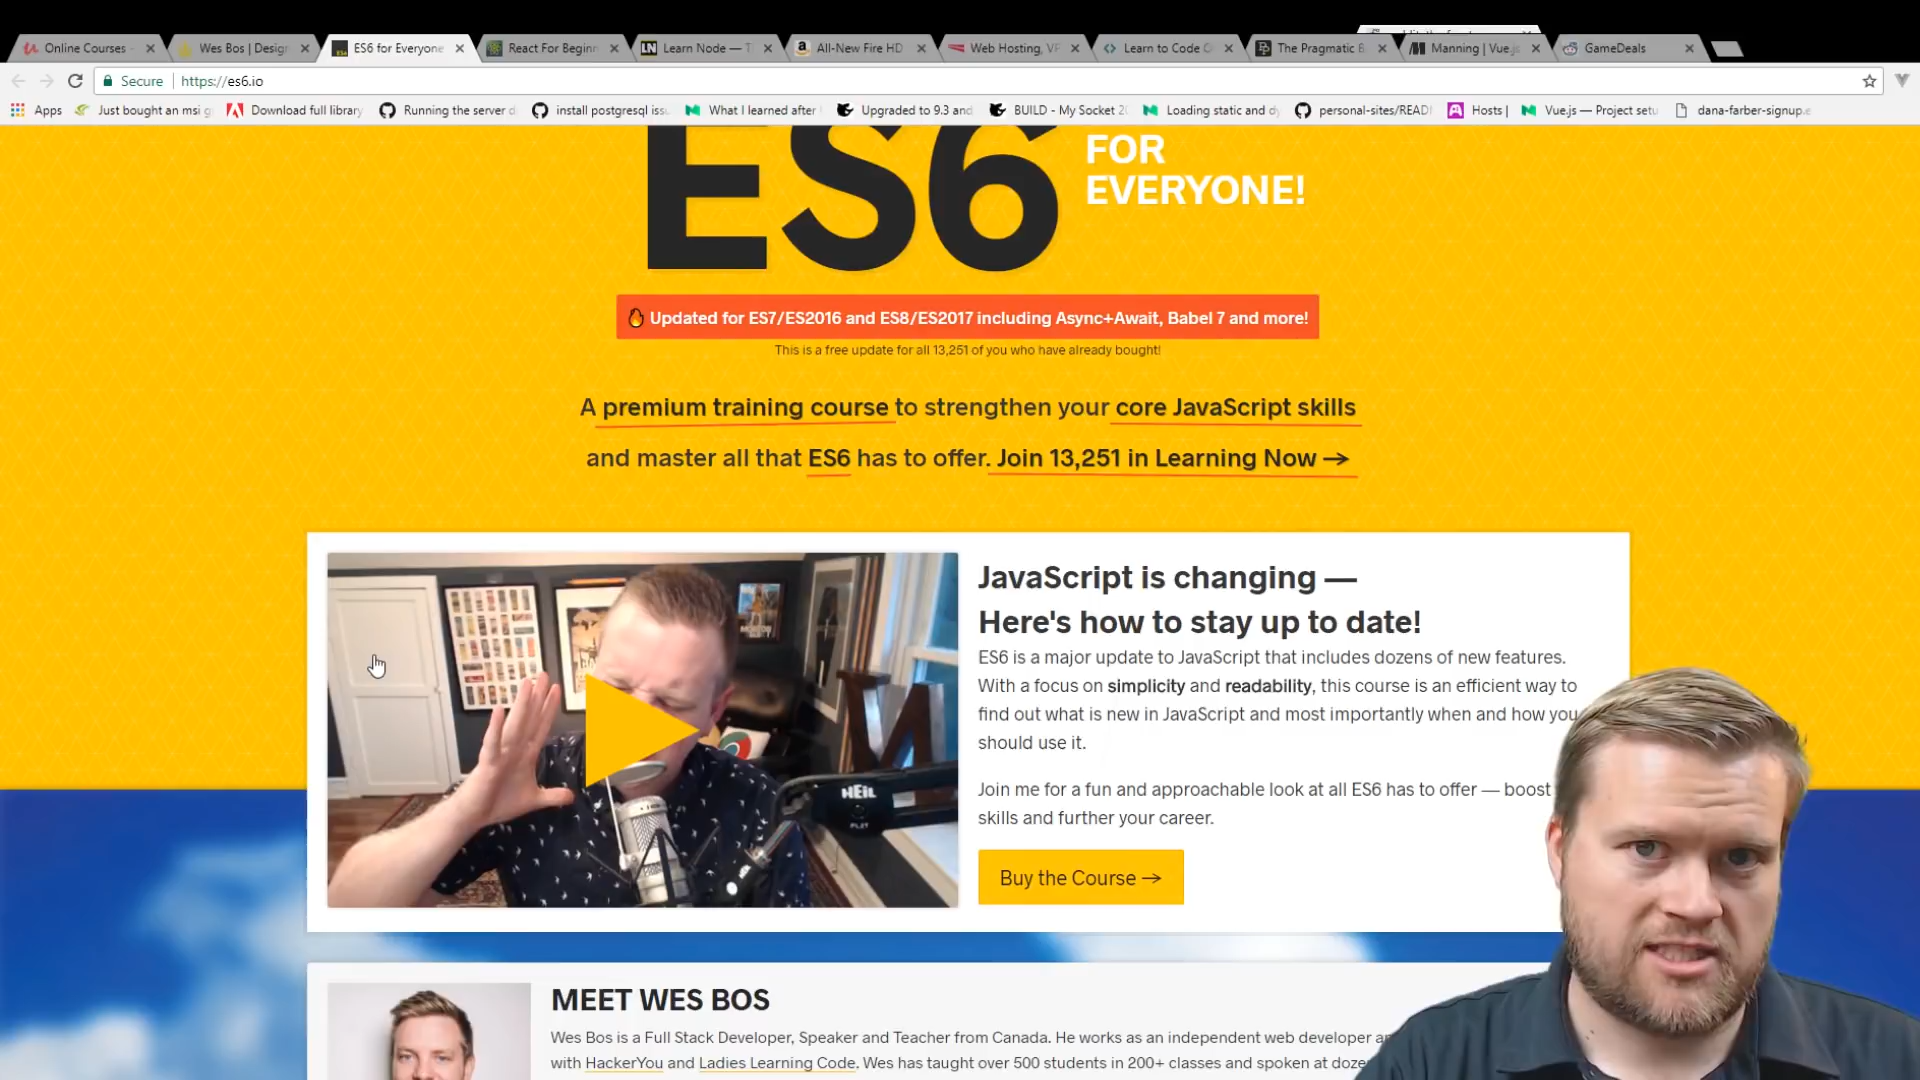 Online Courses -
Wes Bos | Design
ES6 for Everyone
React For Beginn
LN Learn Node — T
All-New Fire HD
Web Hosting, VP
Learn to Code
The Pragmatic B
Manning | Vue.js
GameDeals
Secure | https://es6.io
Apps
Just bought an msi g
Download full library
Running the server
install postgresql issu
What I learned after
Upgraded to 9.3 and
BUILD - My Socket
Loading static and dy
personal-sites/READ
Hosts |
Vue.js — Project setu
dana-farber-signup.e
ES6
FOR
EVERYONE!
Updated for ES7/ES2016 and ES8/ES2017 including Async+Await, Babel 7 and more!
This is a free update for all 13,251 of you who have already bought!
A premium training course to strengthen your core JavaScript skills
and master all that ES6 has to offer. Join 13,251 in Learning Now →
HEIL
JavaScript is changing —
Here's how to stay up to date!
ES6 is a major update to JavaScript that includes dozens of new features.
With a focus on simplicity and readability, this course is an efficient way to
find out what is new in JavaScript and most importantly when and how you
should use it.
Join me for a fun and approachable look at all ES6 has to offer — boost
skills and further your career.
Buy the Course →
MEET WES BOS
Wes Bos is a Full Stack Developer, Speaker and Teacher from Canada. He works as an independent web developer
with HackerYou and Ladies Learning Code. Wes has taught over 500 students in 200+ classes and spoken at